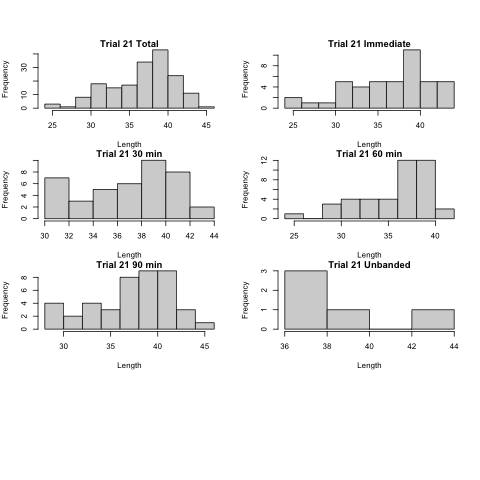 Trial 21 Total
Frequency
0 10 30
25 30 35 40 45
Length
Trial 21 Immediate
Frequency
0 4 8
25 30 35 40
Length
Trial 21 30 min
Frequency
0 2 4 6 8
30 32 34 36 38 40 42 44
Length
Trial 21 60 min
Frequency
0 4 8 12
25 30 35 40
Length
Trial 21 90 min
Frequency
0 2 4 6 8
30 35 40 45
Length
Trial 21 Unbanded
Frequency
0 1 2 3
36 38 40 42 44
Length